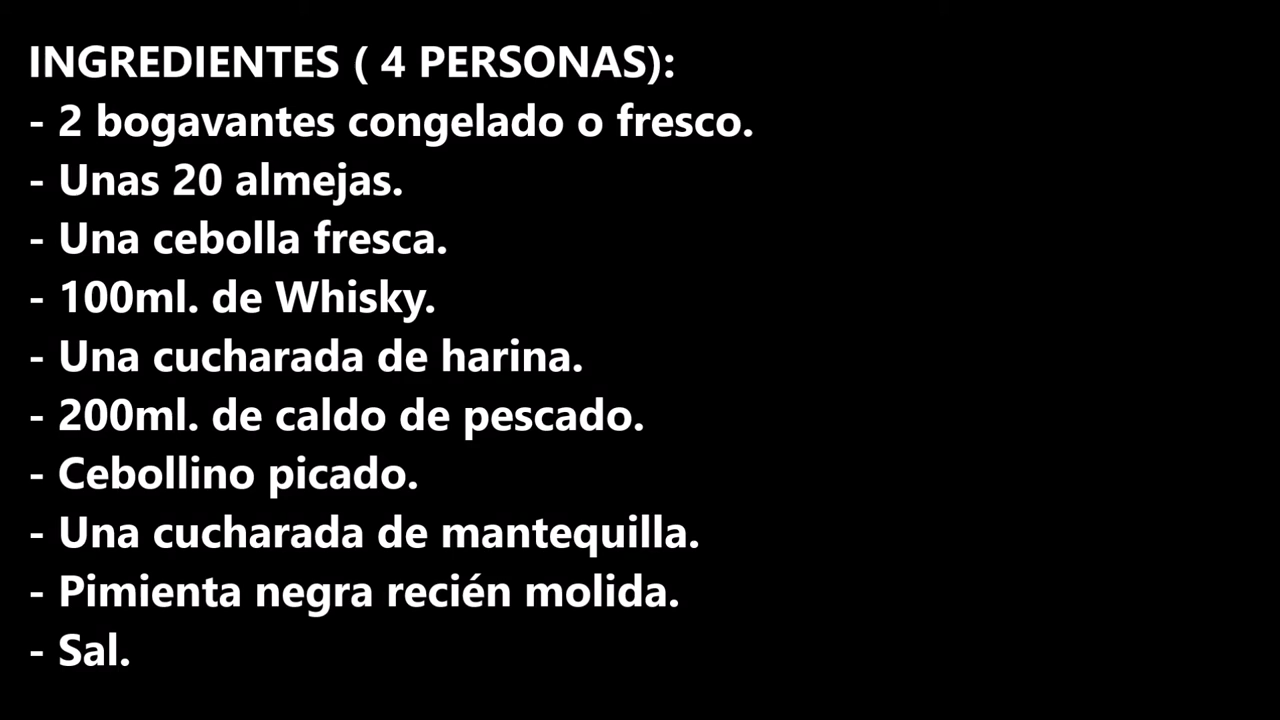 INGREDIENTES ( 4 PERSONAS):
- 2 bogavantes congelado o fresco.
- Unas 20 almejas.
- Una cebolla fresca.
- 100ml. de Whisky.
- Una cucharada de harina.
- 200ml. de caldo de pescado.
- Cebollino picado.
- Una cucharada de mantequilla.
- Pimienta negra recién molida.
- Sal.